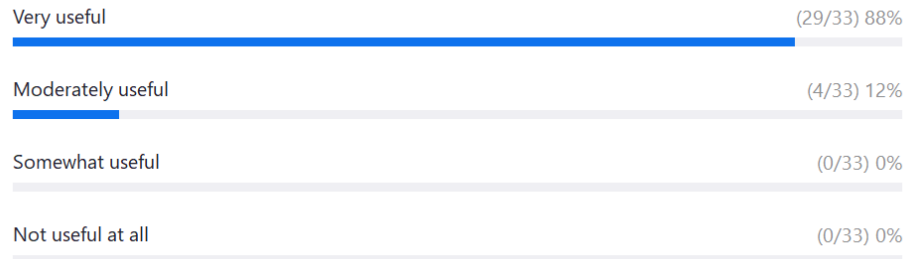 Very useful (29/33) 88%
Moderately useful (4/33) 12%
Somewhat useful (0/33) 0%
Not useful at all (0/33) 0%